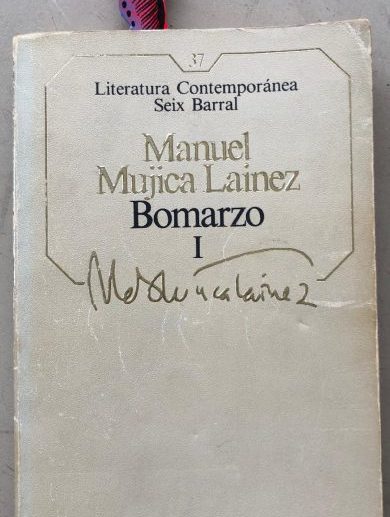 37
Literatura Contemporánea
Seix Barral
Manuel
Mujica Lainez
Bomarzo
I